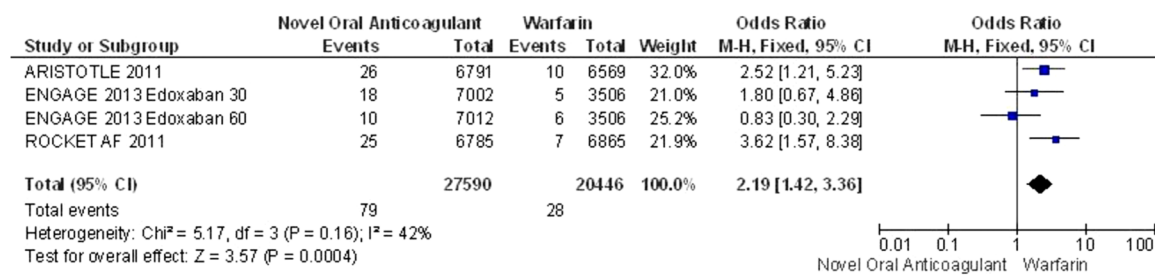 Novel Oral Anticoagulant Warfarin Odds Ratio Odds Ratio
Study or Subgroup Events Total Events Total Weight M-H, Fixed, 95% CI M-H, Fixed, 95% CI
ARISTOTLE 2011 26 6791 10 6569 32.0% 2.52 [1.21, 5.23]
ENGAGE 2013 Edoxaban 30 18 7002 5 3506 21.0% 1.80 [0.67, 4.86]
ENGAGE 2013 Edoxaban 60 10 7012 6 3506 25.2% 0.83 [0.30, 2.29]
ROCKET AF 2011 25 6785 7 6865 21.9% 3.62 [1.57, 8.38]
Total (95% CI) 27590 20446 100.0% 2.19 [1.42, 3.36]
Total events 79 28
Heterogeneity: Chi² = 5.17, df = 3 (P = 0.16); I² = 42%
Test for overall effect: Z = 3.57 (P = 0.0004)
0.01 0.1 1 10 100
Novel Oral Anticoagulant Warfarin